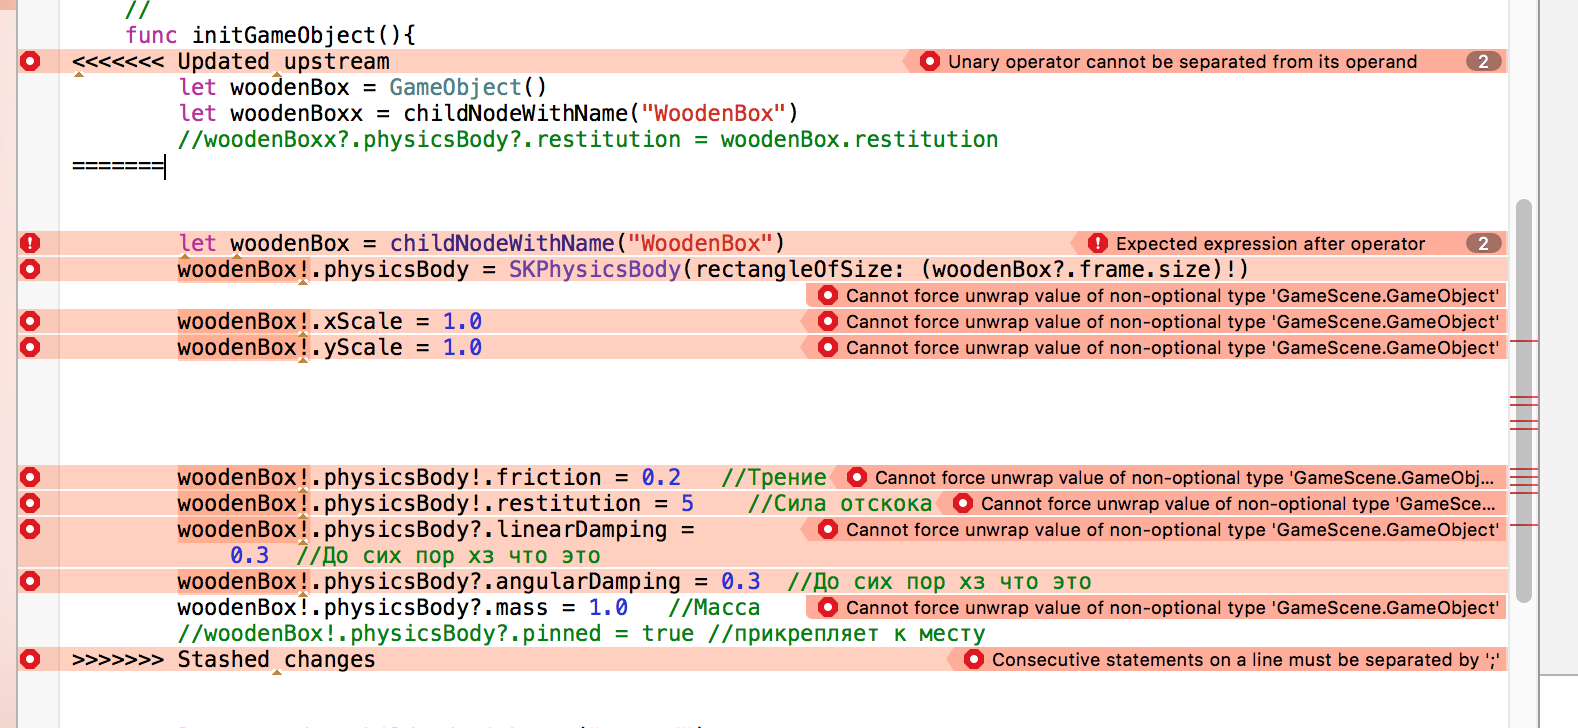 //
func initGameObject(){
<<<<<<< Updated upstream
Unary operator cannot be separated from its operand 2
let woodenBox = GameObject()
let woodenBoxx = childNodeWithName("WoodenBox")
//woodenBoxx?.physicsBody?.restitution = woodenBox.restitution
=======
let woodenBox = childNodeWithName("WoodenBox")
Expected expression after operator 2
woodenBox!.physicsBody = SKPhysicsBody(rectangleOfSize: (woodenBox?.frame.size)!)
Cannot force unwrap value of non-optional type 'GameScene.GameObject'
woodenBox!.xScale = 1.0
Cannot force unwrap value of non-optional type 'GameScene.GameObject'
woodenBox!.yScale = 1.0
Cannot force unwrap value of non-optional type 'GameScene.GameObject'
woodenBox!.physicsBody!.friction = 0.2 //Трение
Cannot force unwrap value of non-optional type 'GameScene.GameObj...
woodenBox!.physicsBody!.restitution = 5 //Сила отскока
Cannot force unwrap value of non-optional type 'GameSce...
woodenBox!.physicsBody?.linearDamping =
Cannot force unwrap value of non-optional type 'GameScene.GameObject'
0.3 //До сих пор хз что это
woodenBox!.physicsBody?.angularDamping = 0.3 //До сих пор хз что это
woodenBox!.physicsBody?.mass = 1.0 //Масса
Cannot force unwrap value of non-optional type 'GameScene.GameObject'
//woodenBox!.physicsBody?.pinned = true //прикрепляет к месту
>>>>>>> Stashed changes
Consecutive statements on a line must be separated by ';'